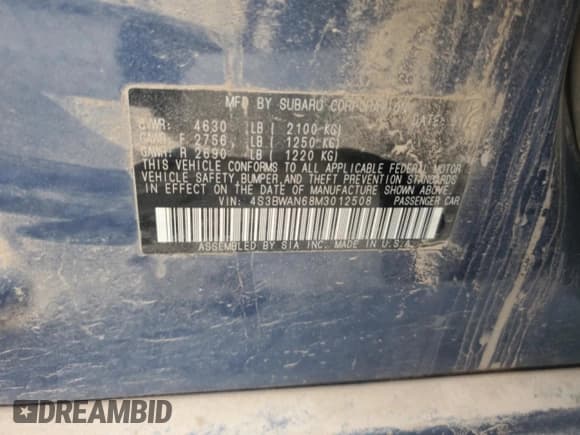 MFD BY SUBARU CORPORATION
DATE:
GVWR: 4630 LB ( 2100 KG)
GAWR: F 2756 LB ( 1250 KG)
GAWR: R 2690 LB ( 1220 KG)
THIS VEHICLE CONFORMS TO ALL APPLICABLE FEDERAL MOTOR
VEHICLE SAFETY, BUMPER AND THEFT PREVENTION STANDARDS
IN EFFECT ON THE DATE OF MANUFACTURE SHOWN ABOVE.
VIN: 4S3BWAN68M3012508 PASSENGER CAR
ASSEMBLED BY SIA INC. MADE IN U.S.A.
DREAMBID